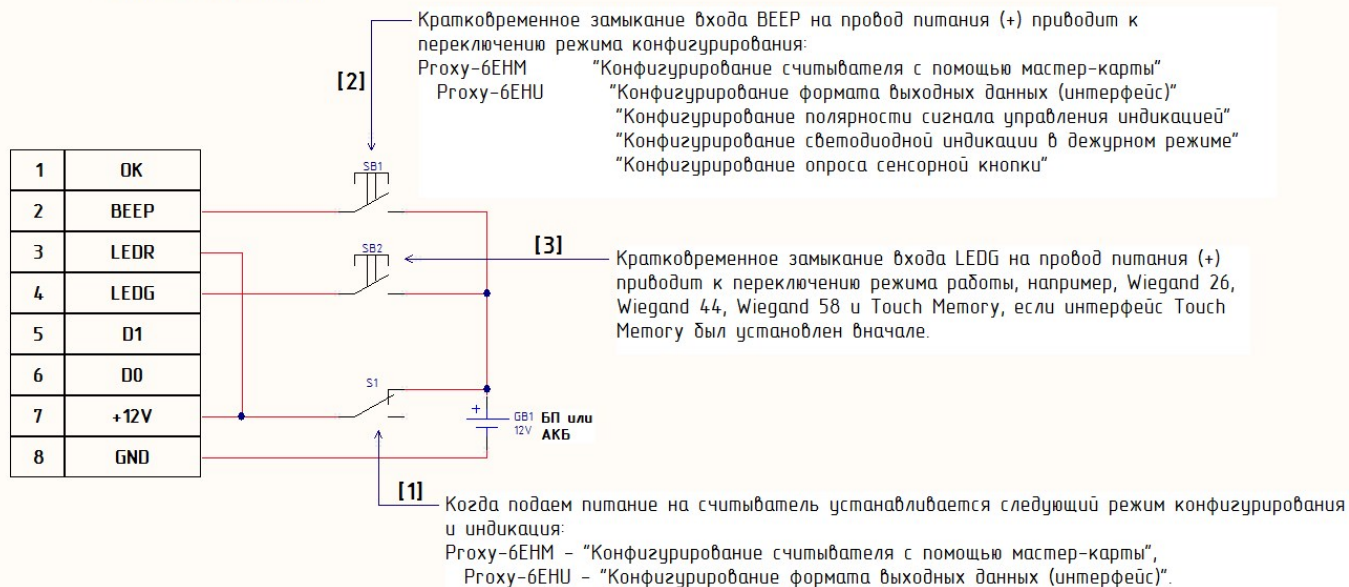 Кратковременное замыкание входа BEEP на провод питания (+) приводит к
переключению режима конфигурирования:
Proxy-6EHM "Конфигурирование считывателя с помощью мастер-карты"
[2]
Proxy-6EHU "Конфигурирование формата выходных данных (интерфейс)"
"Конфигурирование полярности сигнала управления индикацией"
"Конфигурирование светодиодной индикации в дежурном режиме"
"Конфигурирование опроса сенсорной кнопки"
1 OK
SB1
2 BEEP
3 LEDR
SB2
[3]
Кратковременное замыкание входа LEDG на провод питания (+)
приводит к переключению режима работы, например, Wiegand 26,
Wiegand 44, Wiegand 58 и Touch Memory, если интерфейс Touch
Memory был установлен вначале.
4 LEDG
5 D1
6 D0
S1
7 +12V
+
GB1 БП или
12V АКБ
8 GND
[1]
Когда подаем питание на считыватель устанавливается следующий режим конфигурирования
и индикация:
Proxy-6EHM - "Конфигурирование считывателя с помощью мастер-карты",
Proxy-6EHU - "Конфигурирование формата выходных данных (интерфейс)".